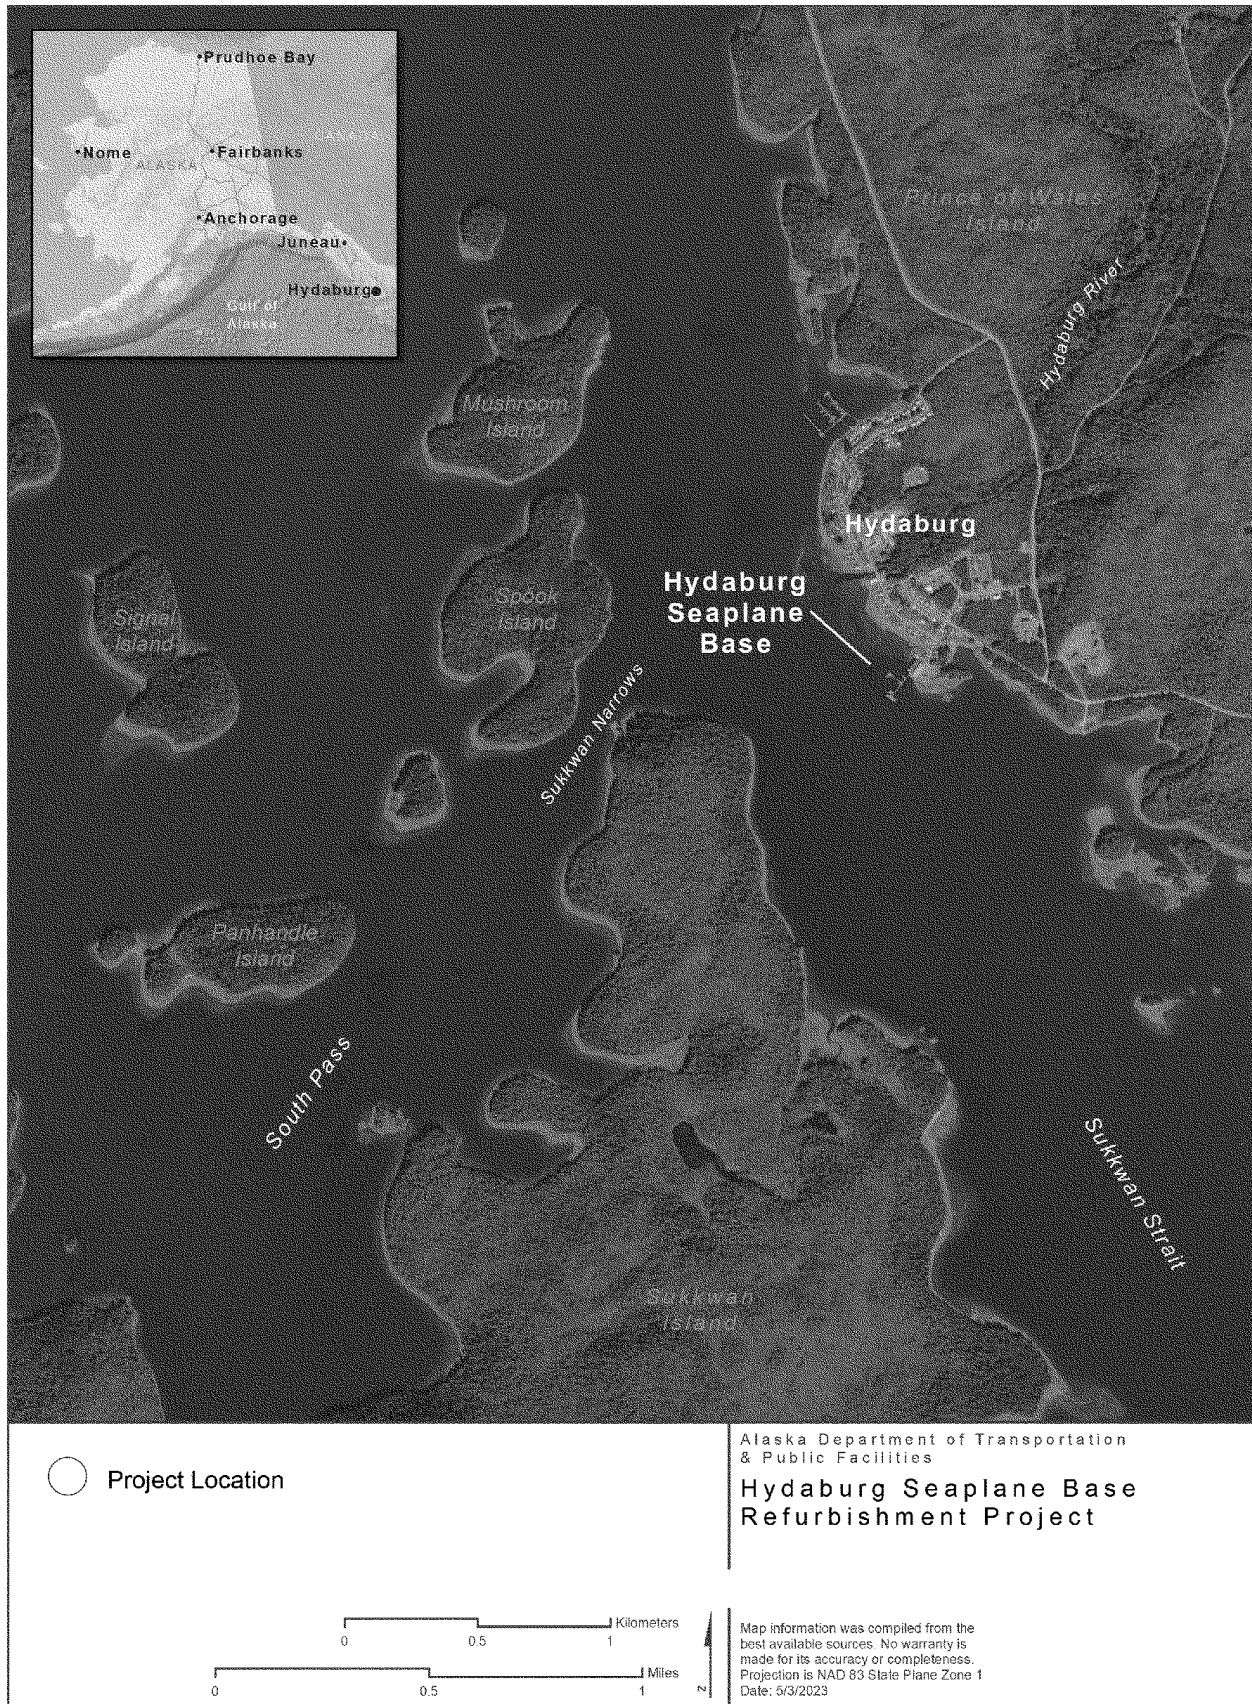 Prudhoe Bay
Nome
ALASKA
Fairbanks
Anchorage
Juneau
Hydaburg
Gulf of
Alaska
Prince of Wales
Island
Hydaburg River
Mushroom
Island
Hydaburg
Hydaburg
Seaplane
Base
Spook
Island
Signal
Island
Sukkwan Narrows
Panhandle
Island
South Pass
Sukkwan Strait
Sukkwan
Island
Project Location
Alaska Department of Transportation
& Public Facilities
Hydaburg Seaplane Base
Refurbishment Project
Kilometers
0 0.5 1
Miles
0 0.5 1
N
Map information was compiled from the
best available sources. No warranty is
made for its accuracy or completeness.
Projection is NAD 83 State Plane Zone 1
Date: 5/3/2023